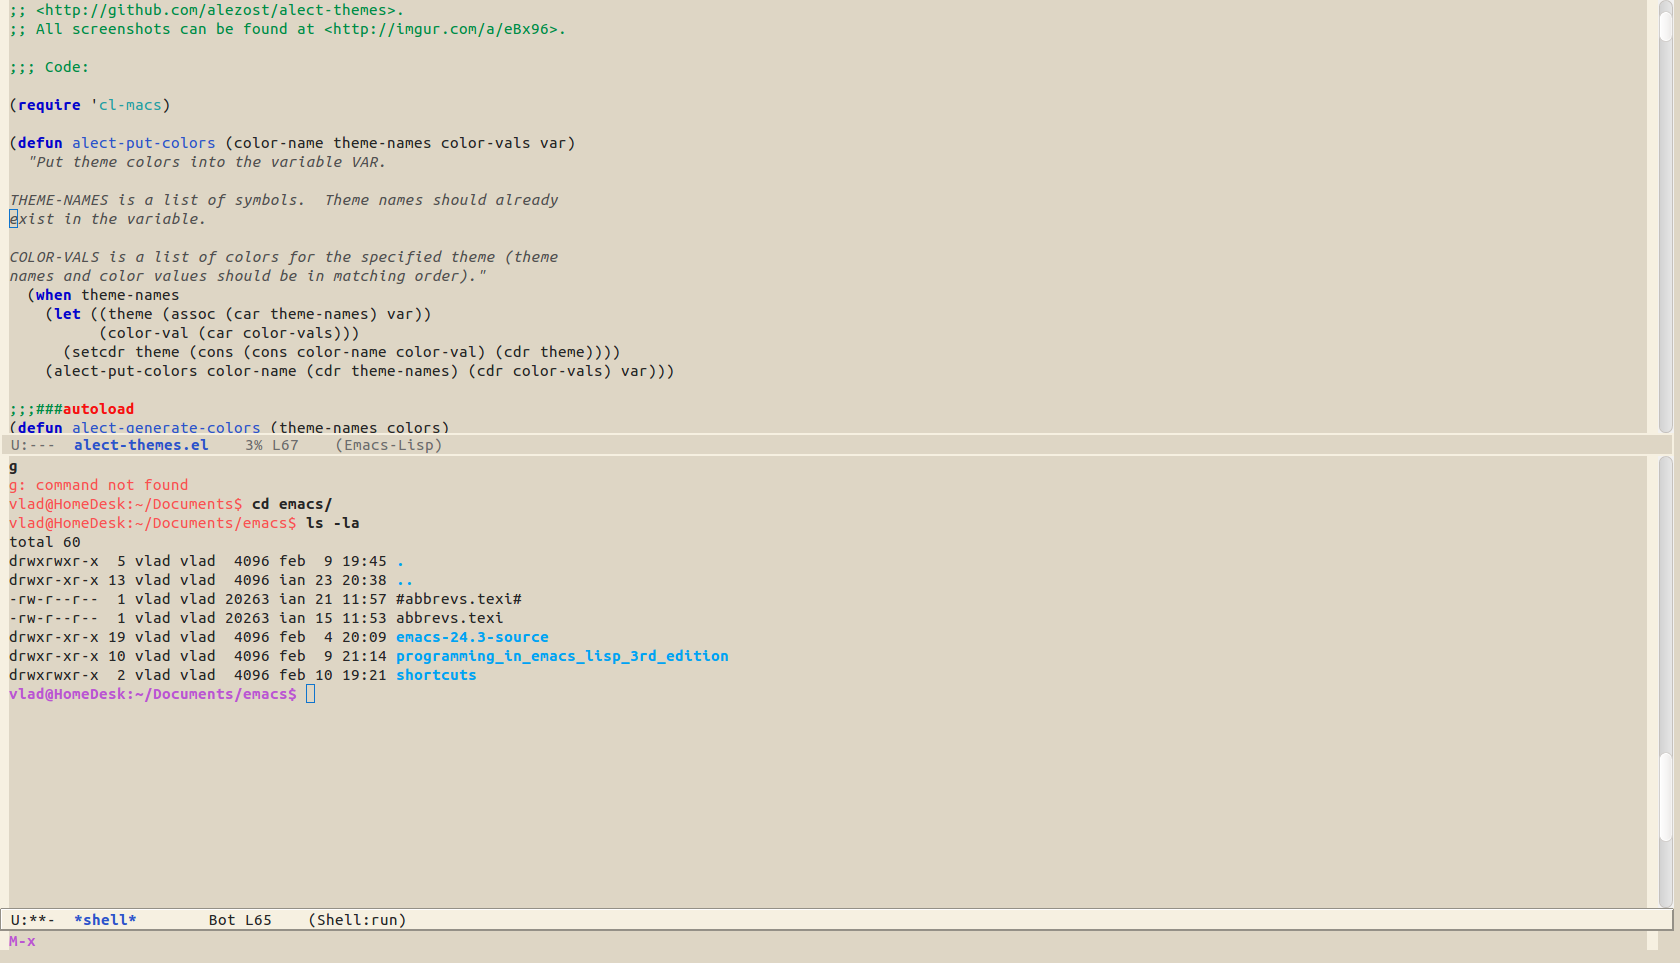 ;; <http://github.com/alezost/alect-themes>.
;; All screenshots can be found at <http://imgur.com/a/eBx96>.
;;; Code:
(require 'cl-macs)
(defun alect-put-colors (color-name theme-names color-vals var)
  "Put theme colors into the variable VAR.
THEME-NAMES is a list of symbols.  Theme names should already
exist in the variable.
COLOR-VALS is a list of colors for the specified theme (theme
names and color values should be in matching order)."
  (when theme-names
    (let ((theme (assoc (car theme-names) var))
          (color-val (car color-vals)))
      (setcdr theme (cons (cons color-name color-val) (cdr theme))))
    (alect-put-colors color-name (cdr theme-names) (cdr color-vals) var)))
;;;###autoload
(defun alect-generate-colors (theme-names colors)
U:---  alect-themes.el    3% L67    (Emacs-Lisp)
g
g: command not found
vlad@HomeDesk:~/Documents$ cd emacs/
vlad@HomeDesk:~/Documents/emacs$ ls -la
total 60
drwxrwxr-x  5 vlad vlad  4096 feb  9 19:45 .
drwxr-xr-x 13 vlad vlad  4096 ian 23 20:38 ..
-rw-r--r--  1 vlad vlad 20263 ian 21 11:57 #abbrevs.texi#
-rw-r--r--  1 vlad vlad 20263 ian 15 11:53 abbrevs.texi
drwxr-xr-x 19 vlad vlad  4096 feb  4 20:09 emacs-24.3-source
drwxr-xr-x 10 vlad vlad  4096 feb  9 21:14 programming_in_emacs_lisp_3rd_edition
drwxrwxr-x  2 vlad vlad  4096 feb 10 19:21 shortcuts
vlad@HomeDesk:~/Documents/emacs$
U:**-  *shell*        Bot L65    (Shell:run)
M-x